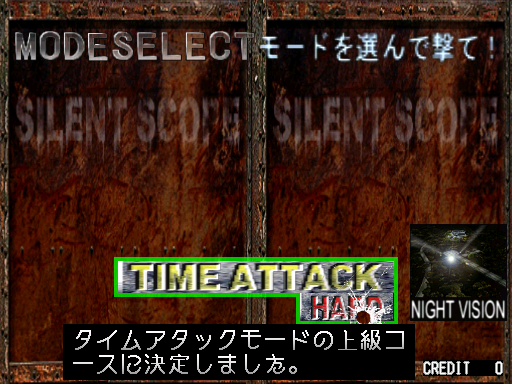 MODESELECT モードを選んで撃て!
SILENT SCOPE SILENT SCOPE
TIME ATTACK
HARD
NIGHT VISION
タイムアタックモードの上級コ
ースに決定しました。
CREDIT 0